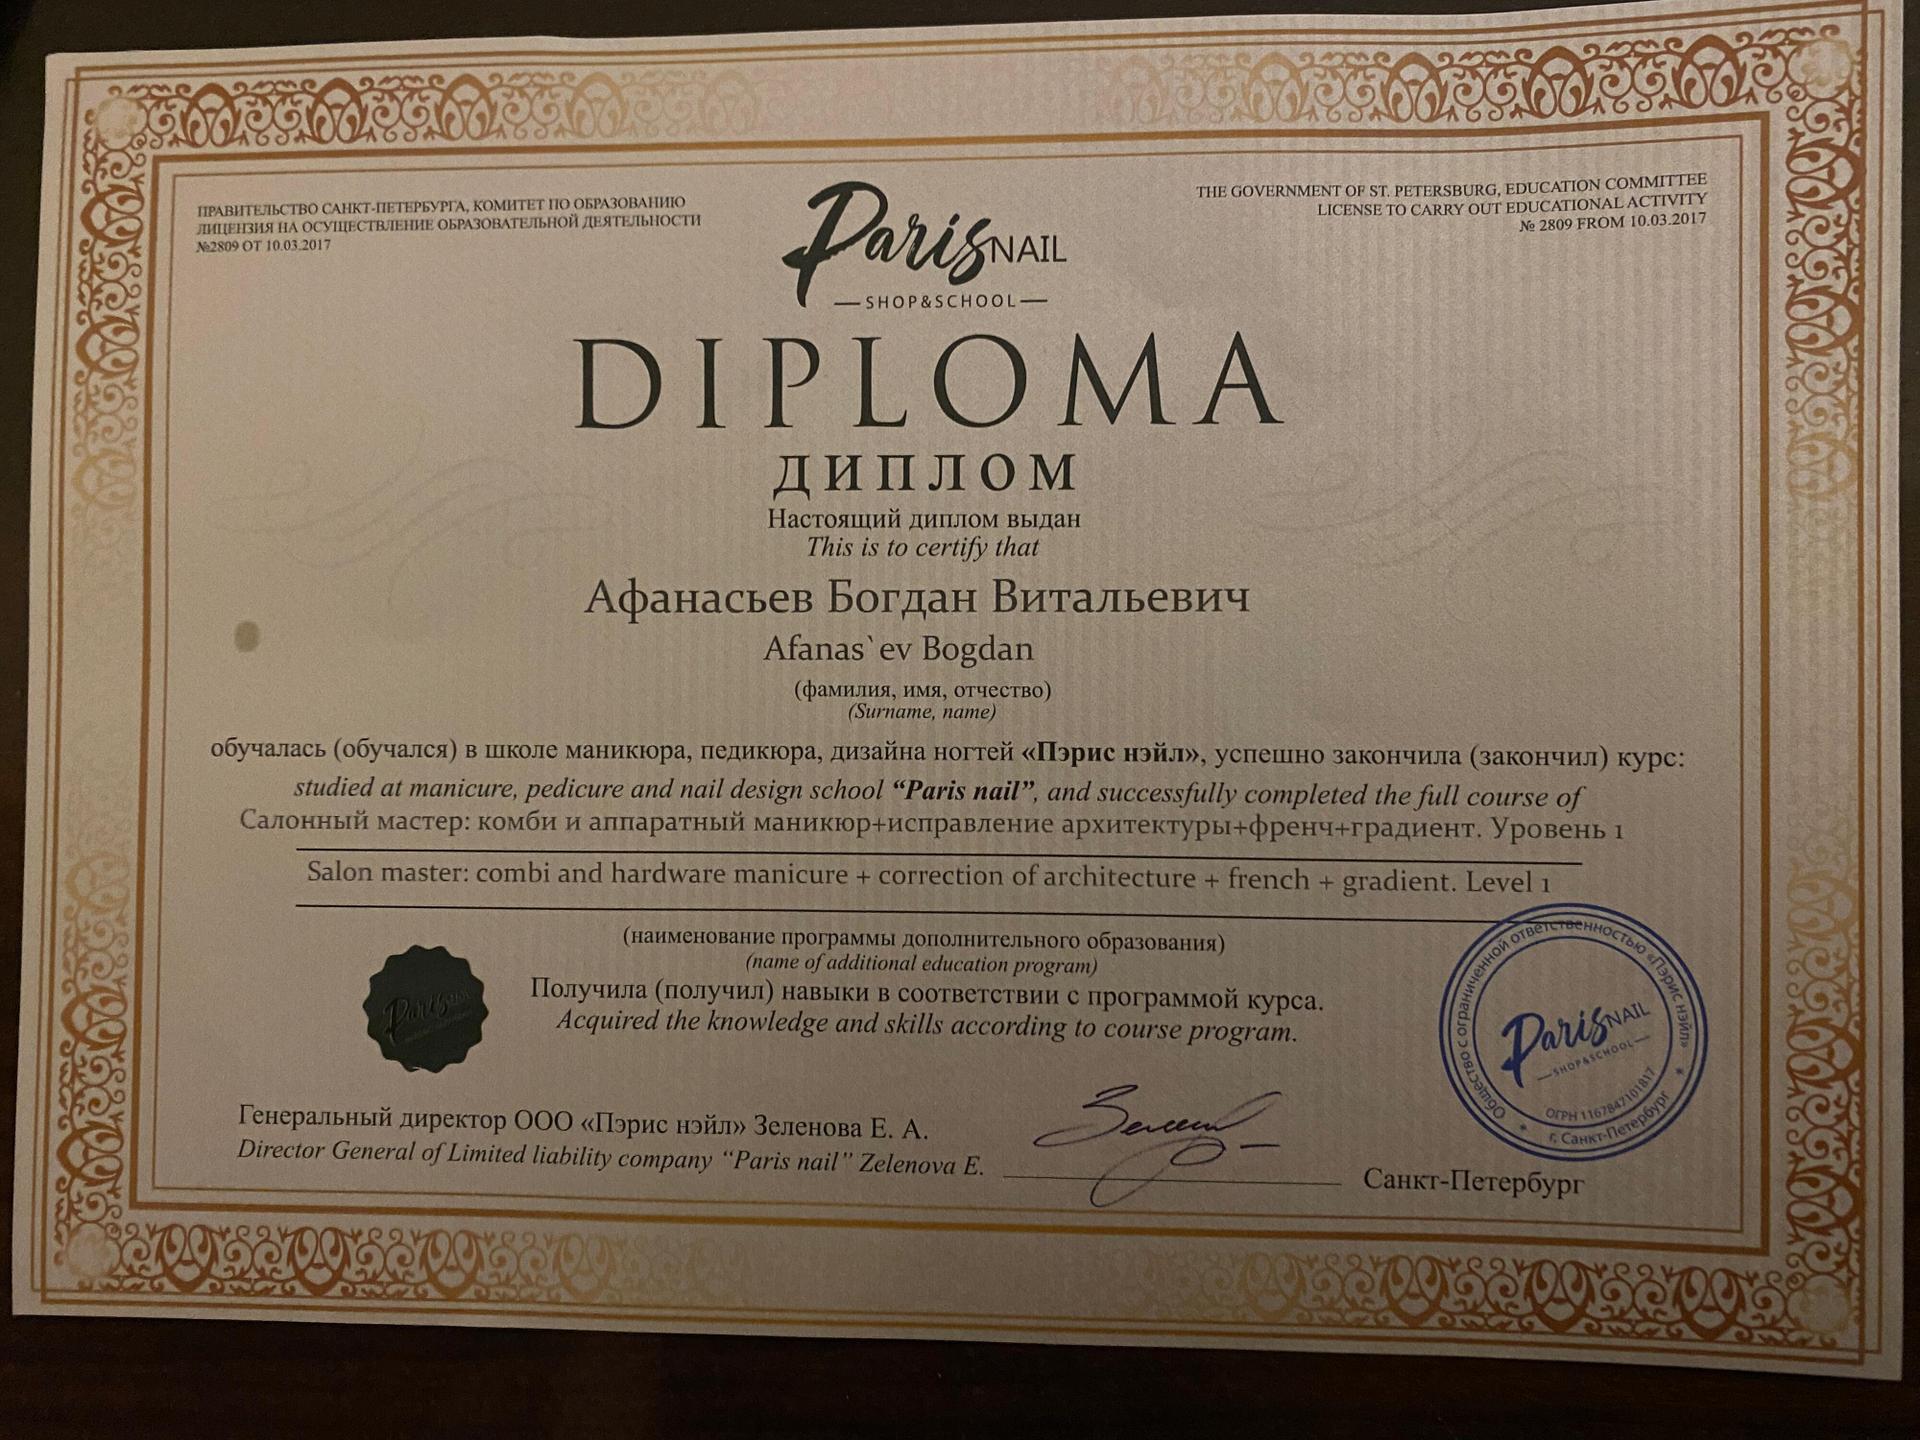 ПРАВИТЕЛЬСТВО САНКТ-ПЕТЕРБУРГА, КОМИТЕТ ПО ОБРАЗОВАНИЮ
ЛИЦЕНЗИЯ НА ОСУЩЕСТВЛЕНИЕ ОБРАЗОВАТЕЛЬНОЙ ДЕЯТЕЛЬНОСТИ
№2809 ОТ 10.03.2017
Paris NAIL
SHOP&SCHOOL
THE GOVERNMENT OF ST. PETERSBURG, EDUCATION COMMITTEE
LICENSE TO CARRY OUT EDUCATIONAL ACTIVITY
№ 2809 FROM 10.03.2017
DIPLOMA
ДИПЛОМ
Настоящий диплом выдан
This is to certify that
Афанасьев Богдан Витальевич
Afanas`ev Bogdan
(фамилия, имя, отчество)
(Surname, name)
обучалась (обучался) в школе маникюра, педикюра, дизайна ногтей «Пэрис нэйл», успешно закончила (закончил) курс:
studied at manicure, pedicure and nail design school “Paris nail”, and successfully completed the full course of
Салонный мастер: комби и аппаратный маникюр+исправление архитектуры+френч+градиент. Уровень 1
Salon master: combi and hardware manicure + correction of architecture + french + gradient. Level 1
(наименование программы дополнительного образования)
(name of additional education program)
Получила (получил) навыки в соответствии с программой курса.
Acquired the knowledge and skills according to course program.
Paris
Общество с ограниченной ответственностью «Пэрис нэйл»
Paris NAIL
SHOP&SCHOOL
ОГРН 1167847101817
г. Санкт-Петербург
Генеральный директор ООО «Пэрис нэйл» Зеленова Е. А.
Director General of Limited liability company “Paris nail” Zelenova E.
Санкт-Петербург